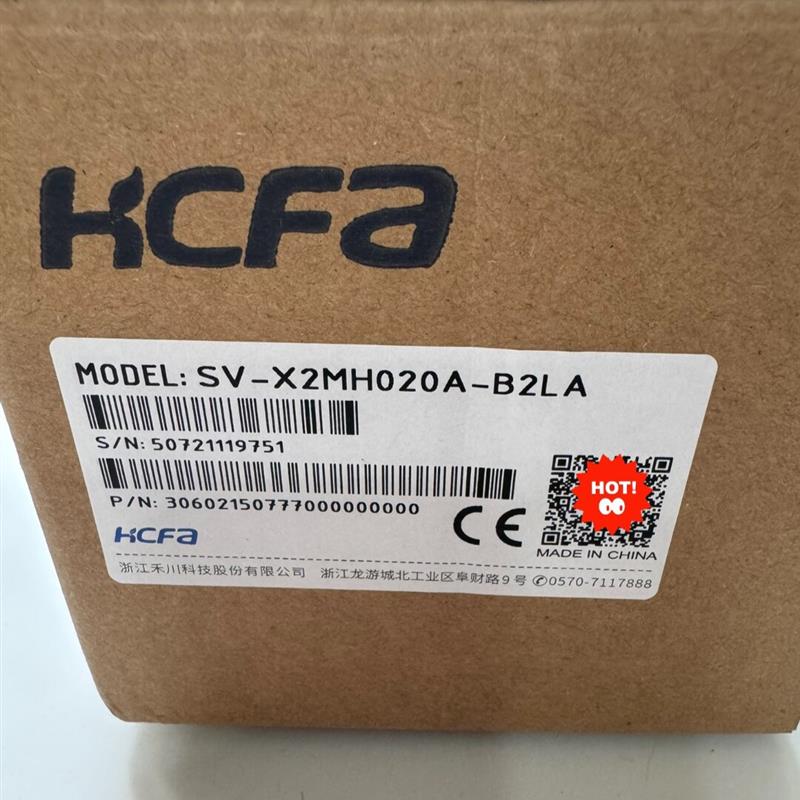 HCFA
MODEL: SV-X2MH020A-B2LA
S/N: 50721119751
P/N: 30602150777000000000
CE
HOT!
HCFA
MADE IN CHINA
浙江禾川科技股份有限公司 浙江龙游城北工业区阜财路9号 ✆0570-7117888